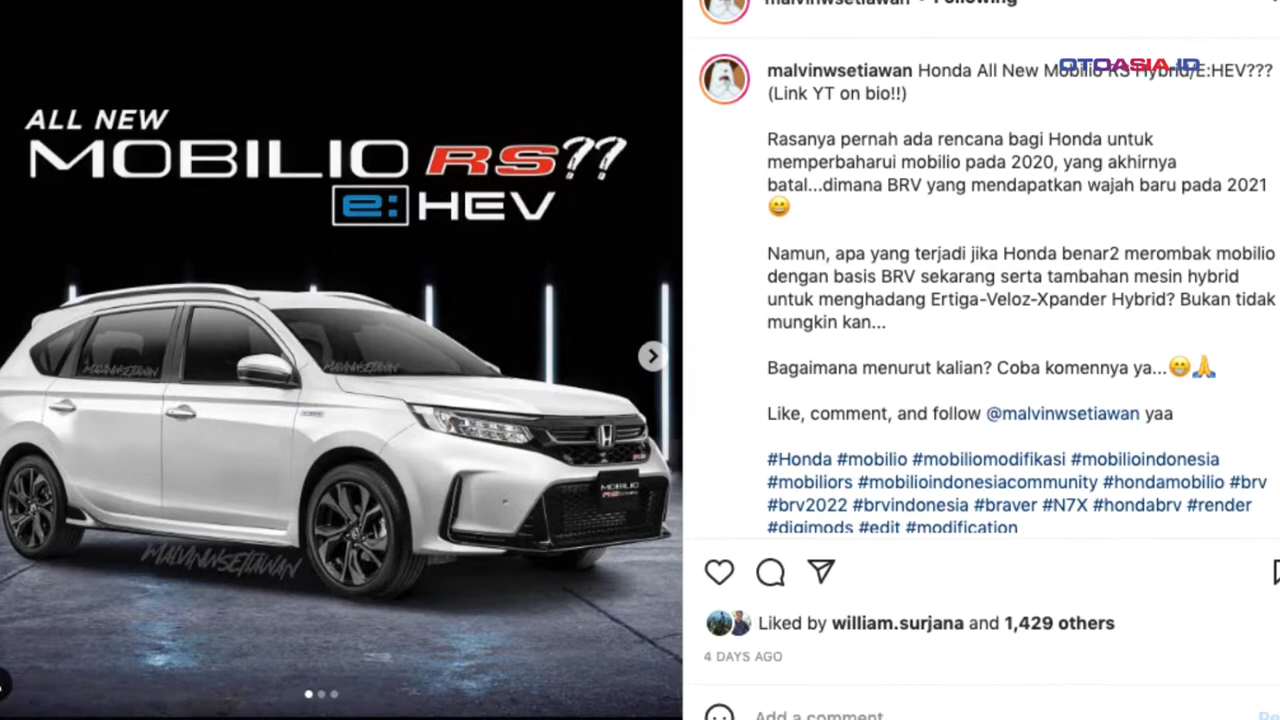 ALL NEW
MOBILIO RS??
e:HEV
MALVINWSETIAWAN
MALVINWSETIAWAN
MOBILIO
MALVINWSETIAWAN
malvinwsetiawan • Following
OTOASIA.ID
malvinwsetiawan Honda All New Mobilio RS Hybrid/E:HEV???
(Link YT on bio!!)
Rasanya pernah ada rencana bagi Honda untuk
memperbaharui mobilio pada 2020, yang akhirnya
batal...dimana BRV yang mendapatkan wajah baru pada 2021
😄
Namun, apa yang terjadi jika Honda benar2 merombak mobilio
dengan basis BRV sekarang serta tambahan mesin hybrid
untuk menghadang Ertiga-Veloz-Xpander Hybrid? Bukan tidak
mungkin kan...
Bagaimana menurut kalian? Coba komennya ya...😁🙏
Like, comment, and follow @malvinwsetiawan yaa
#Honda #mobilio #mobiliomodifikasi #mobilioindonesia
#mobiliors #mobilioindonesiacommunity #hondamobilio #brv
#brv2022 #brvindonesia #braver #N7X #hondabrv #render
#digimods #edit #modification
Liked by william.surjana and 1,429 others
4 DAYS AGO
Add a comment...